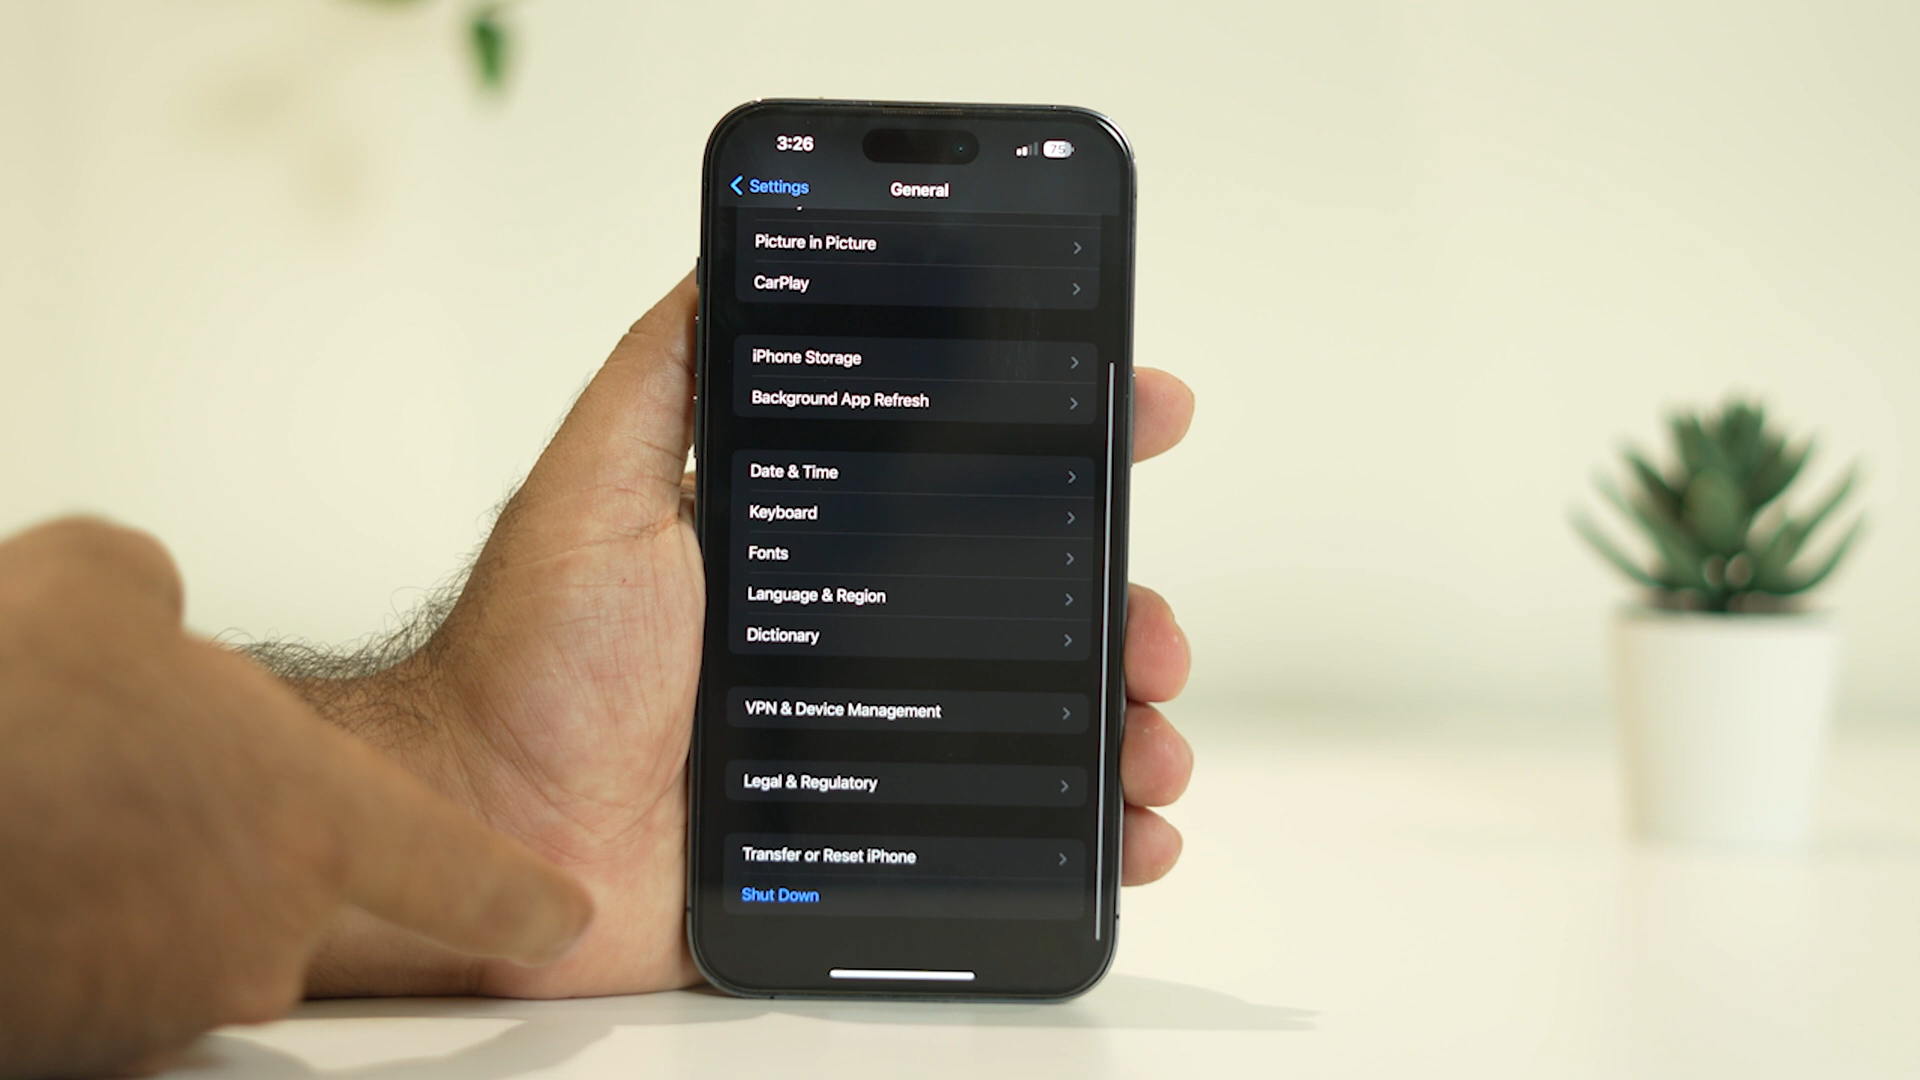 3:26
75
Settings
General
Picture in Picture
CarPlay
iPhone Storage
Background App Refresh
Date & Time
Keyboard
Fonts
Language & Region
Dictionary
VPN & Device Management
Legal & Regulatory
Transfer or Reset iPhone
Shut Down